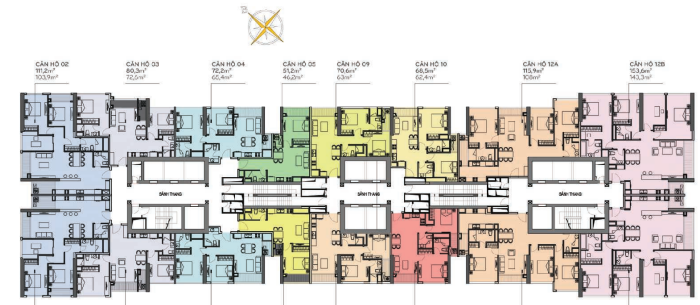 CĂN HỘ 02
111,2m²
103,9m²
CĂN HỘ 03
80,3m²
72,5m²
CĂN HỘ 04
72,2m²
65,4m²
CĂN HỘ 05
51,2m²
46,2m²
CĂN HỘ 09
70,6m²
63m²
CĂN HỘ 10
68,5m²
62,4m²
CĂN HỘ 12A
115,9m²
108m²
CĂN HỘ 12B
153,6m²
143,3m²
SẢNH THANG
SẢNH THANG
SẢNH THANG
SẢNH THANG